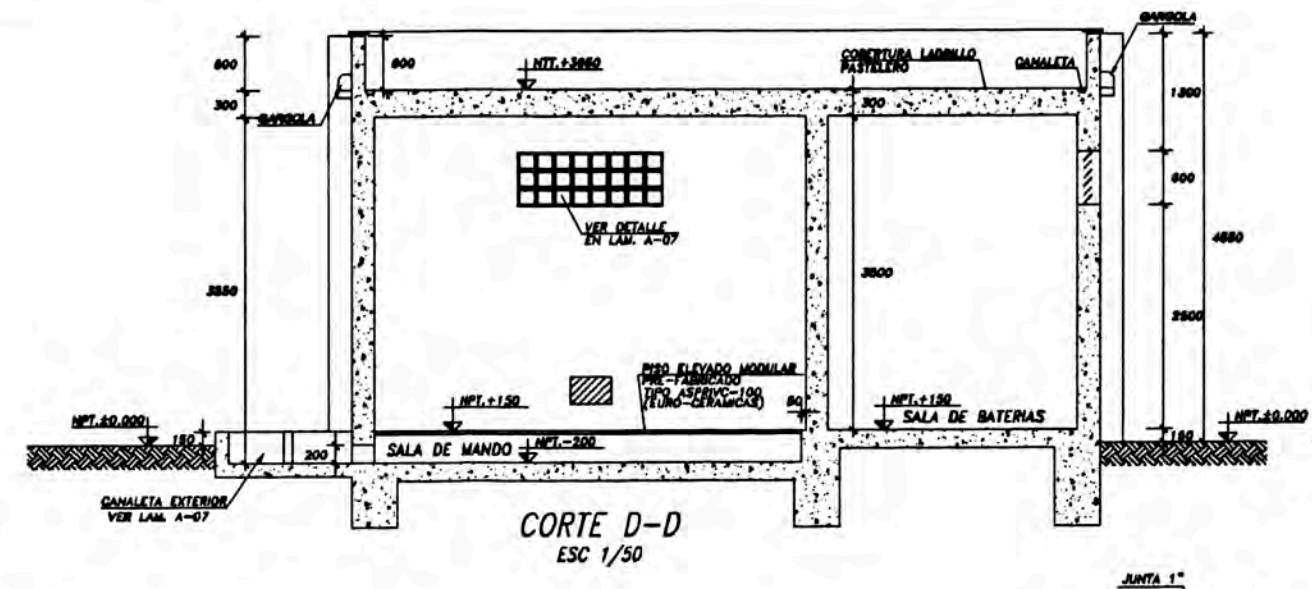 GARGOLA
600
600
NTT.+3950
COBERTURA LADRILLO
PASTELERO
CANALETA
300
GARGOLA
300
1300
600
VER DETALLE
EN LAM. A-07
4550
3350
3500
2500
PISO ELEVADO MODULAR
PRE-FABRICADO
TIPO ASPRIVC-100
(EURO-CERAMICAS)
50
NPT.±0.000
150
NPT.+150
NPT.+150
SALA DE BATERIAS
NPT.±0.000
150
200
SALA DE MANDO
NPT.-200
CANALETA EXTERIOR
VER LAM. A-07
CORTE D-D
ESC 1/50
JUNTA 1"